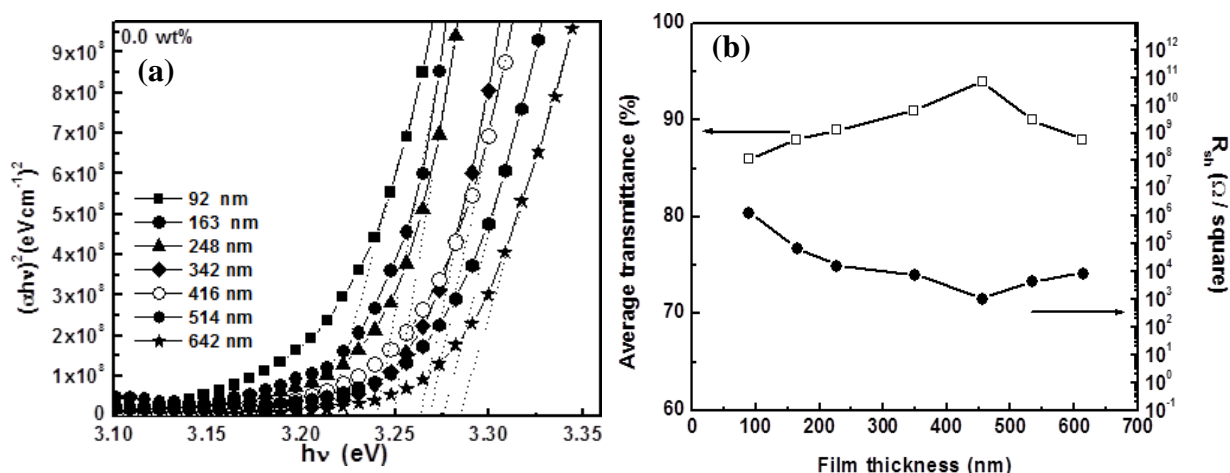 0.0 wt%
(a)
9x10⁸
8x10⁸
7x10⁸
6x10⁸
5x10⁸
4x10⁸
3x10⁸
2x10⁸
1x10⁸
0
(αhν)²(eVcm⁻¹)²
92 nm
163 nm
248 nm
342 nm
416 nm
514 nm
642 nm
3.10 3.15 3.20 3.25 3.30 3.35
hν (eV)
(b)
100
90
80
70
60
Average transmittance (%)
10¹²
10¹¹
10¹⁰
10⁹
10⁸
10⁷
10⁶
10⁵
10⁴
10³
10²
10¹
10⁰
10⁻¹
R_sh (Ω / square)
0 100 200 300 400 500 600 700
Film thickness (nm)